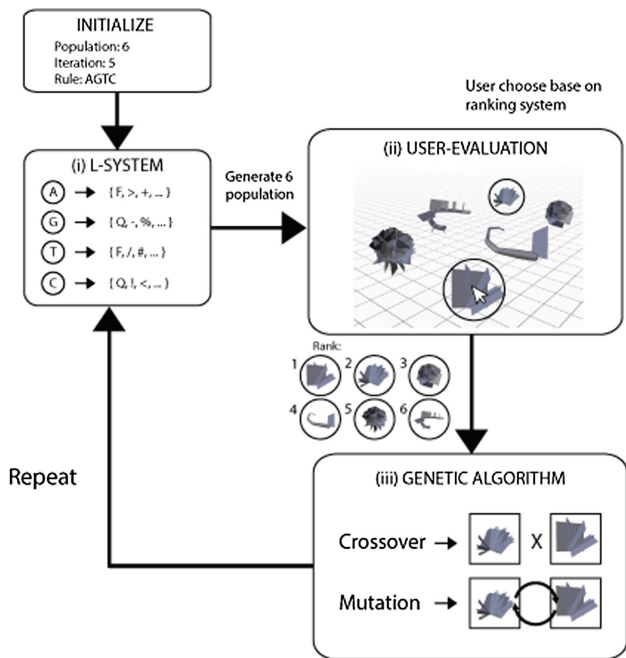 INITIALIZE
Population: 6
Iteration: 5
Rule: AGTC
User choose base on
ranking system
(i) L-SYSTEM
A → { F, >, +, ... }
G → { Q, -, %, ... }
T → { F, /, #, ... }
C → { Q, !, <, ... }
Generate 6
population
(ii) USER-EVALUATION
Rank:
1 2 3
4 5 6
Repeat
(iii) GENETIC ALGORITHM
Crossover → X
Mutation →